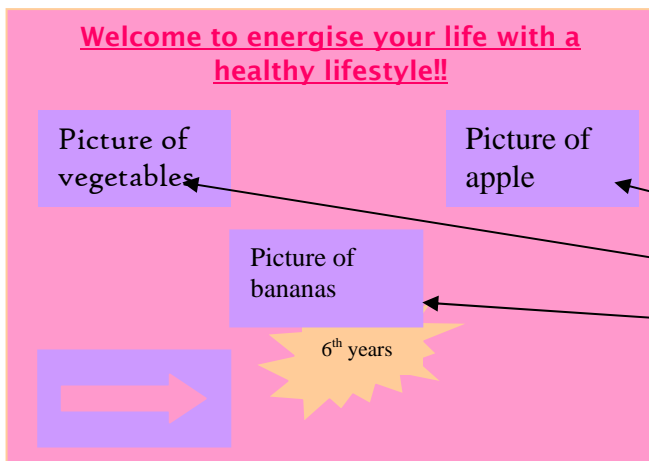 Welcome to energise your life with a
healthy lifestyle!!
Picture of
vegetables
Picture of
apple
Picture of
bananas
6th years